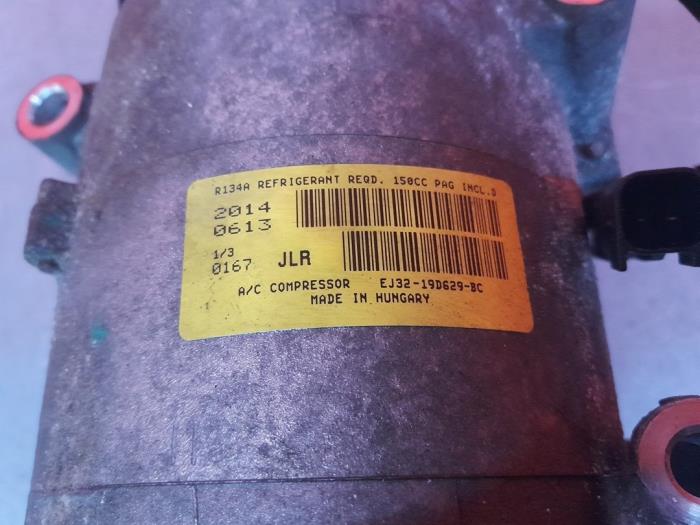 R134A REFRIGERANT REQD. 150CC PAG INCL.D
2014
0613
1/3
0167 JLR
A/C COMPRESSOR EJ32-19D629-BC
MADE IN HUNGARY